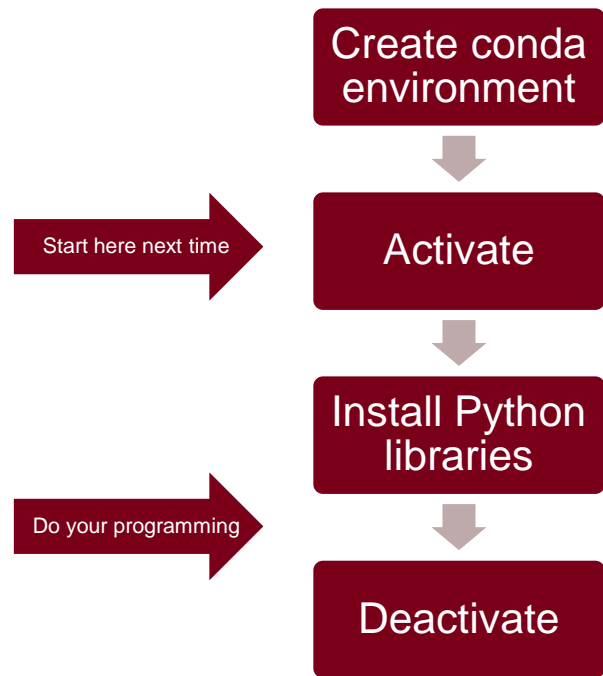 Create conda
environment
Start here next time
Activate
Install Python
libraries
Do your programming
Deactivate